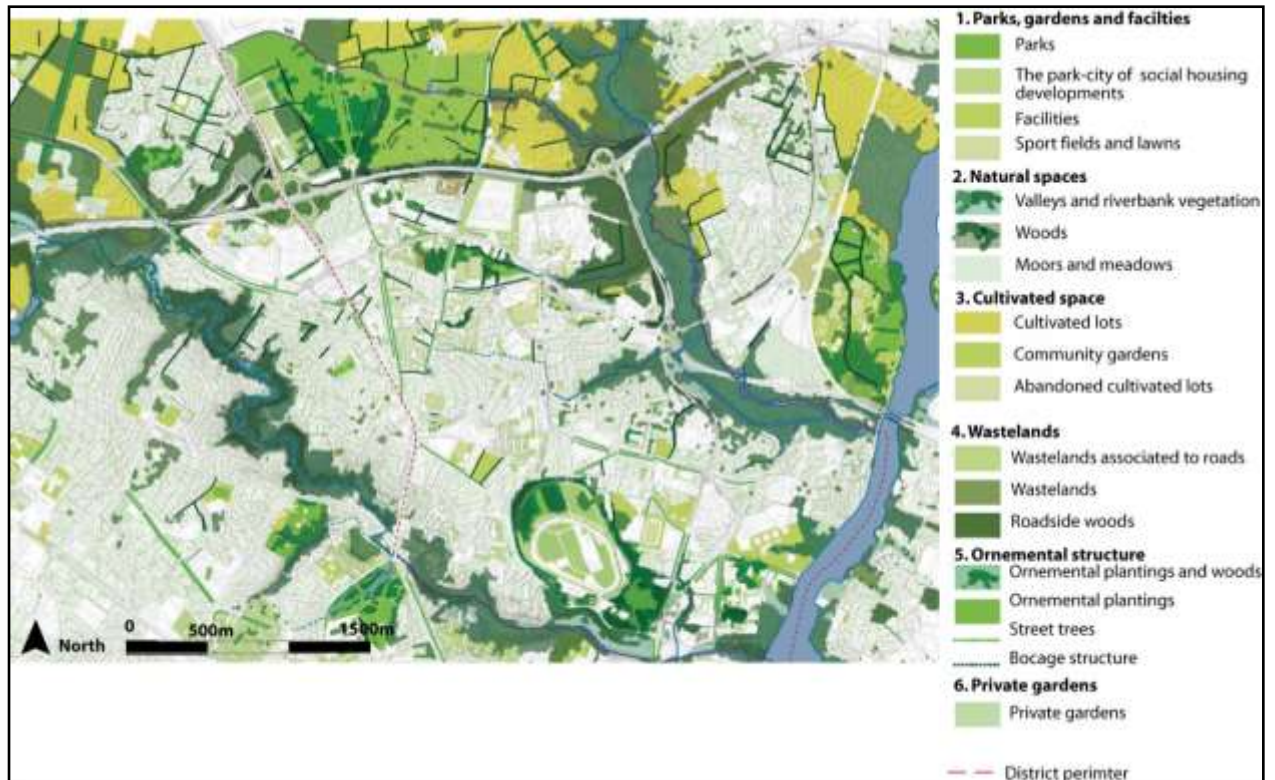 1. Parks, gardens and facilties
Parks
The park-city of social housing
developments
Facilities
Sport fields and lawns
2. Natural spaces
Valleys and riverbank vegetation
Woods
Moors and meadows
3. Cultivated space
Cultivated lots
Community gardens
Abandoned cultivated lots
4. Wastelands
Wastelands associated to roads
Wastelands
Roadside woods
5. Ornemental structure
Ornemental plantings and woods
Ornemental plantings
Street trees
Bocage structure
6. Private gardens
Private gardens
District perimter
North
0 500m 1500m